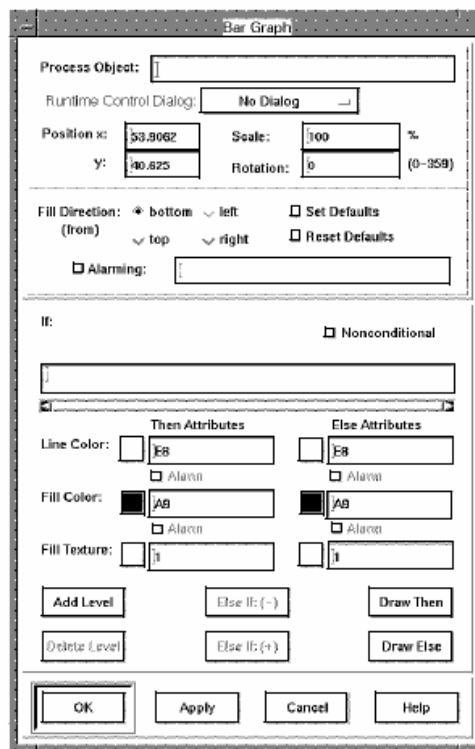 Bar Graph
Process Object:
Runtime Control Dialog: No Dialog
Position x: 53.9062 Scale: 100 %
y: 40.625 Rotation: 0 (0-359)
Fill Direction: bottom left Set Defaults
(from) top right Reset Defaults
Alarming:
If:
Nonconditional
Then Attributes Else Attributes
Line Color: E8 E8
Alarm Alarm
Fill Color: A9 A9
Alarm Alarm
Fill Texture: 1 1
Add Level Else If: (-) Draw Then
Delete Level Else If: (+) Draw Else
OK Apply Cancel Help